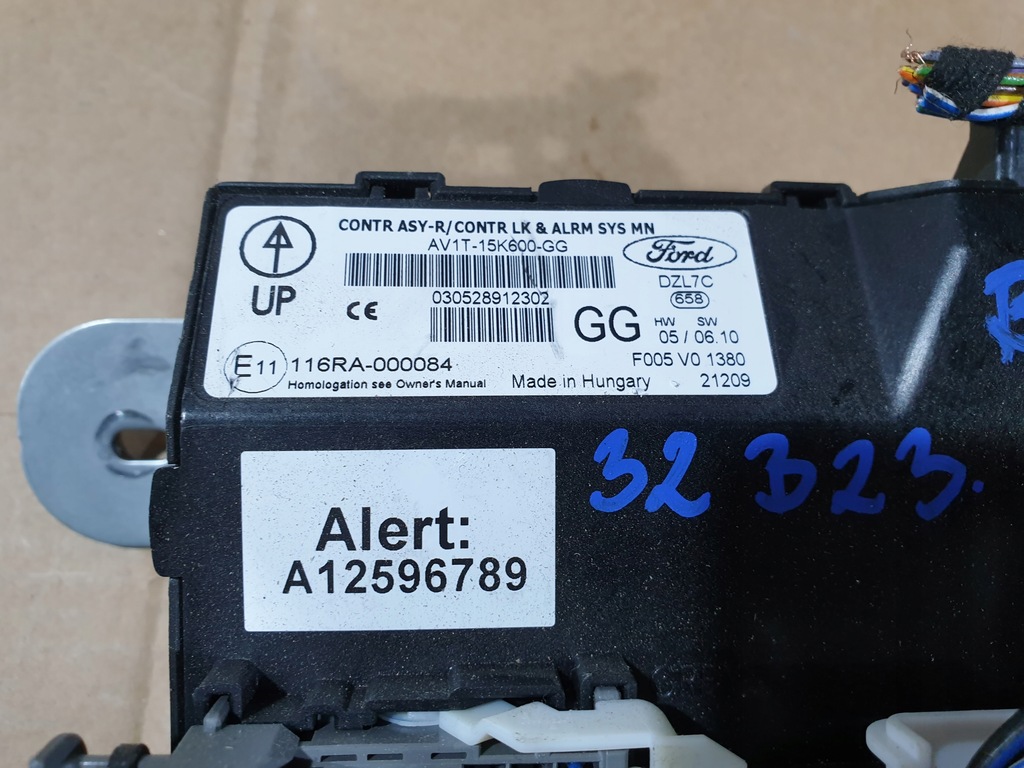 CONTR ASY-R/CONTR LK & ALRM SYS MN
AV1T-15K600-GG
Ford
UP
DZL7C
658
030528912302
CE
GG
HW SW
05 / 06.10
E11 116RA-000084
F005 V0 1380
Homologation see Owner's Manual
Made in Hungary
21209
32 B23.
Alert:
A12596789